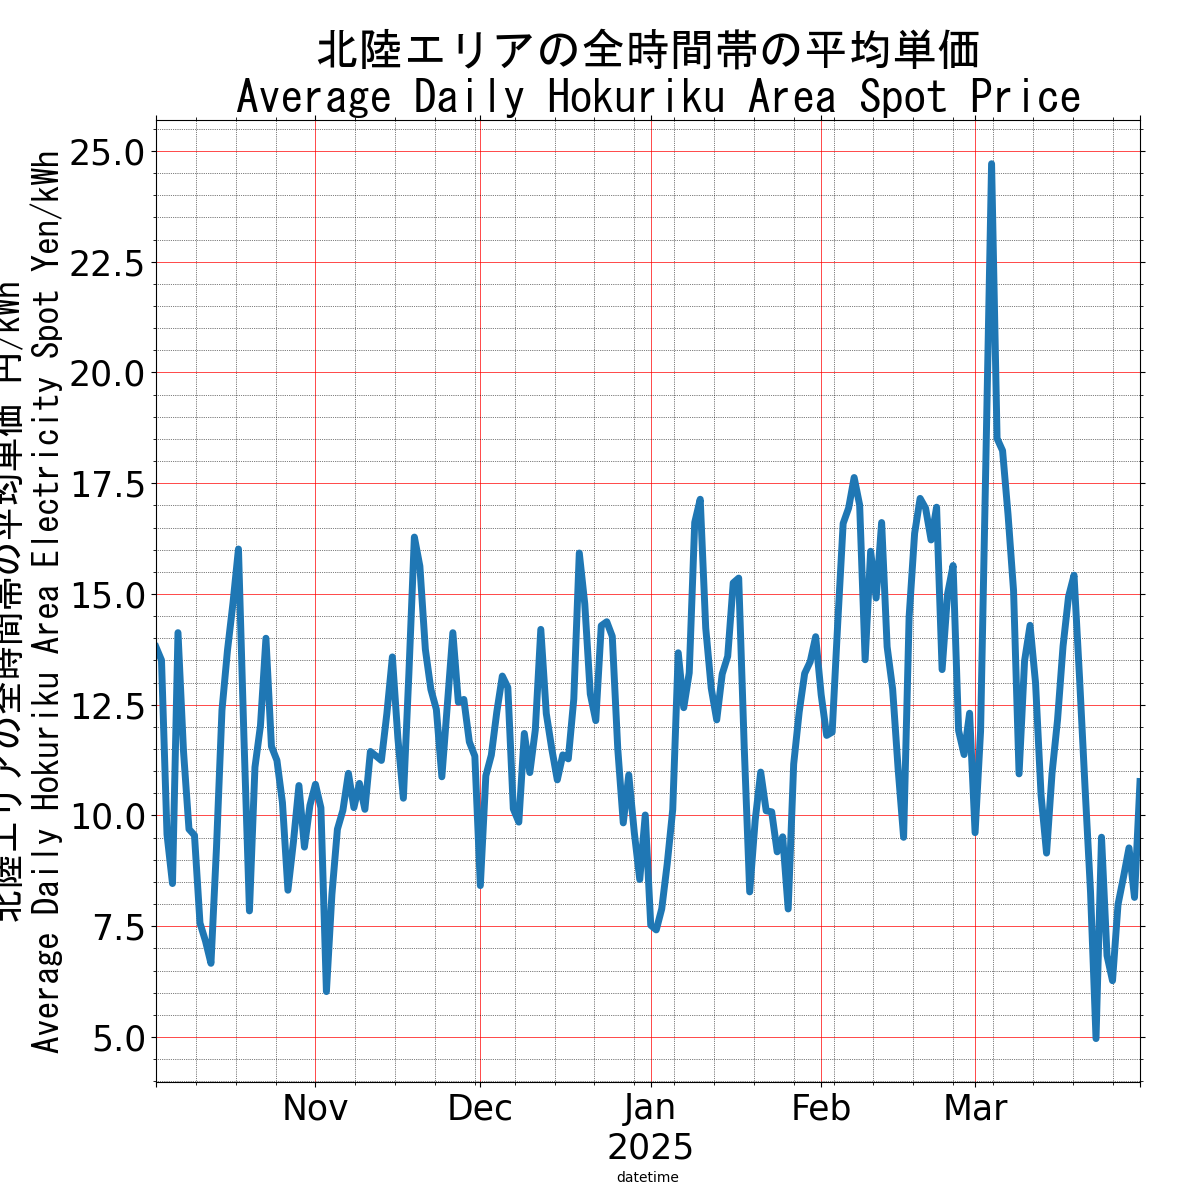 北陸エリアの全時間帯の平均単価
Average Daily Hokuriku Area Spot Price
北陸エリアの全時間帯の平均単価 円/kWh
Average Daily Hokuriku Area Electricity Spot Yen/kWh
25.0
22.5
20.0
17.5
15.0
12.5
10.0
7.5
5.0
Nov
Dec
Jan
Feb
Mar
2025
datetime